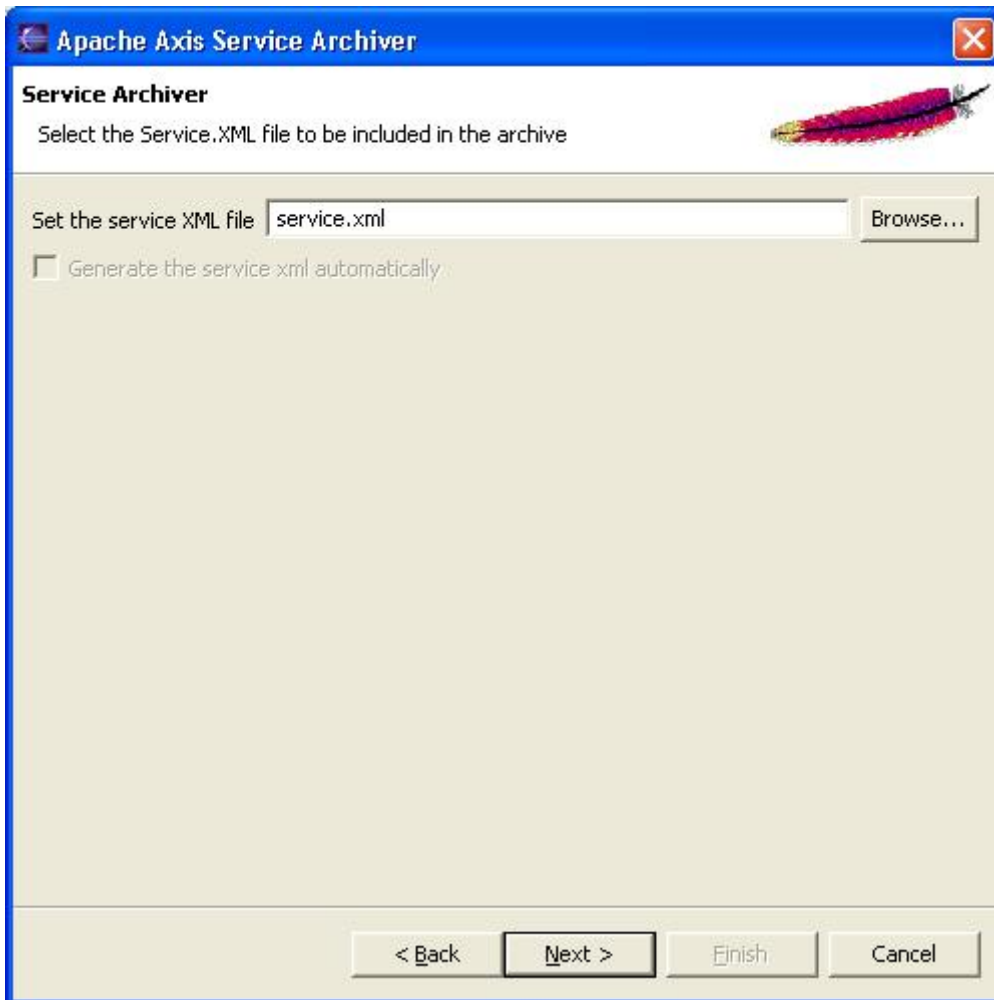 Apache Axis Service Archiver
Service Archiver
Select the Service.XML file to be included in the archive
Set the service XML file service.xml Browse...
Generate the service xml automatically
< Back Next > Finish Cancel